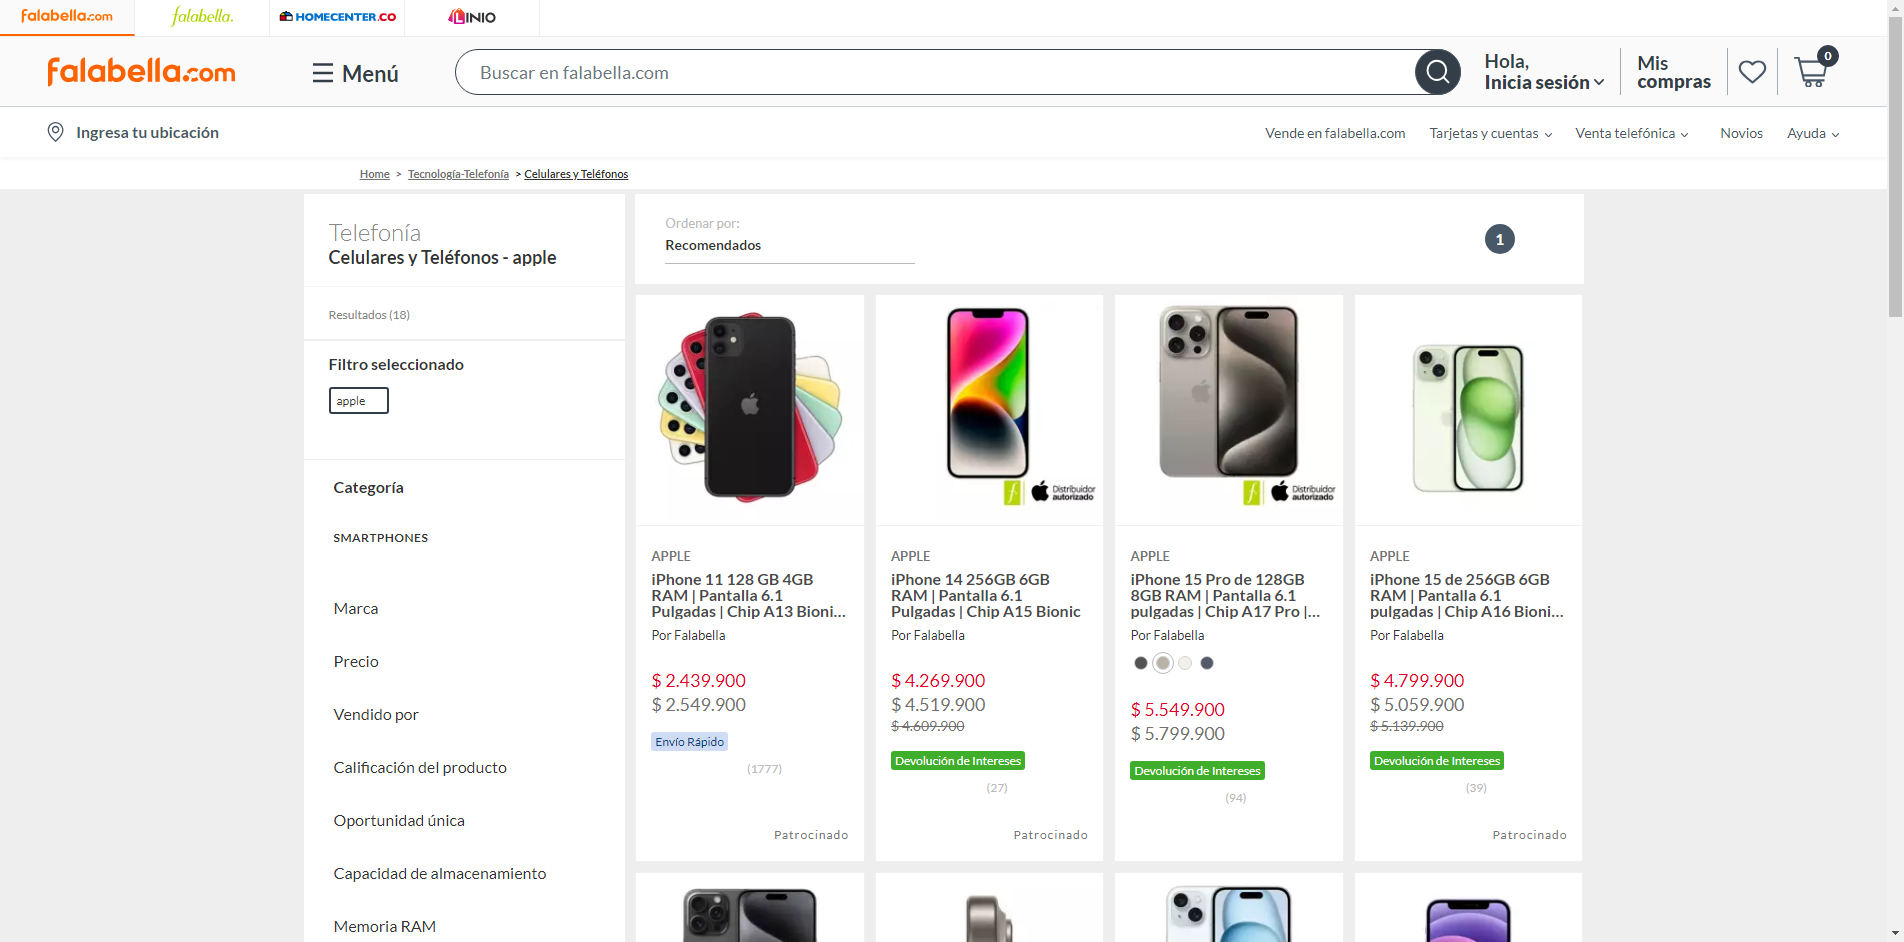 falabella.com
falabella.
HOMECENTER.CO
LINIO
falabella.com
Menú
Buscar en falabella.com
Hola,
Inicia sesión
Mis
compras
0
Ingresa tu ubicación
Vende en falabella.com
Tarjetas y cuentas
Venta telefónica
Novios
Ayuda
Home > Tecnología-Telefonía > Celulares y Teléfonos
Telefonía
Celulares y Teléfonos - apple
Resultados (18)
Filtro seleccionado
apple
Categoría
SMARTPHONES
Marca
Precio
Vendido por
Calificación del producto
Oportunidad única
Capacidad de almacenamiento
Memoria RAM
Ordenar por:
Recomendados
1
APPLE
iPhone 11 128 GB 4GB
RAM | Pantalla 6.1
Pulgadas | Chip A13 Bioni...
Por Falabella
$ 2.439.900
$ 2.549.900
Envío Rápido
(1777)
Patrocinado
f.
Distribuidor
autorizado
APPLE
iPhone 14 256GB 6GB
RAM | Pantalla 6.1
Pulgadas | Chip A15 Bionic
Por Falabella
$ 4.269.900
$ 4.519.900
$ 4.609.900
Devolución de Intereses
(27)
Patrocinado
f.
Distribuidor
autorizado
APPLE
iPhone 15 Pro de 128GB
8GB RAM | Pantalla 6.1
pulgadas | Chip A17 Pro |...
Por Falabella
$ 5.549.900
$ 5.799.900
Devolución de Intereses
(94)
APPLE
iPhone 15 de 256GB 6GB
RAM | Pantalla 6.1
pulgadas | Chip A16 Bioni...
Por Falabella
$ 4.799.900
$ 5.059.900
$ 5.139.900
Devolución de Intereses
(39)
Patrocinado